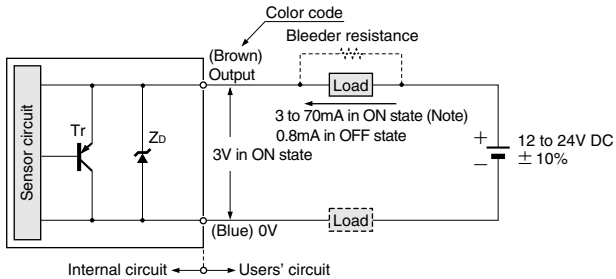 Color code
Bleeder resistance
(Brown)
Output
Load
Sensor circuit
Tr
ZD
3 to 70mA in ON state (Note)
0.8mA in OFF state
3V in ON state
+
−
12 to 24V DC
± 10%
(Blue) 0V
Load
Internal circuit
Users' circuit